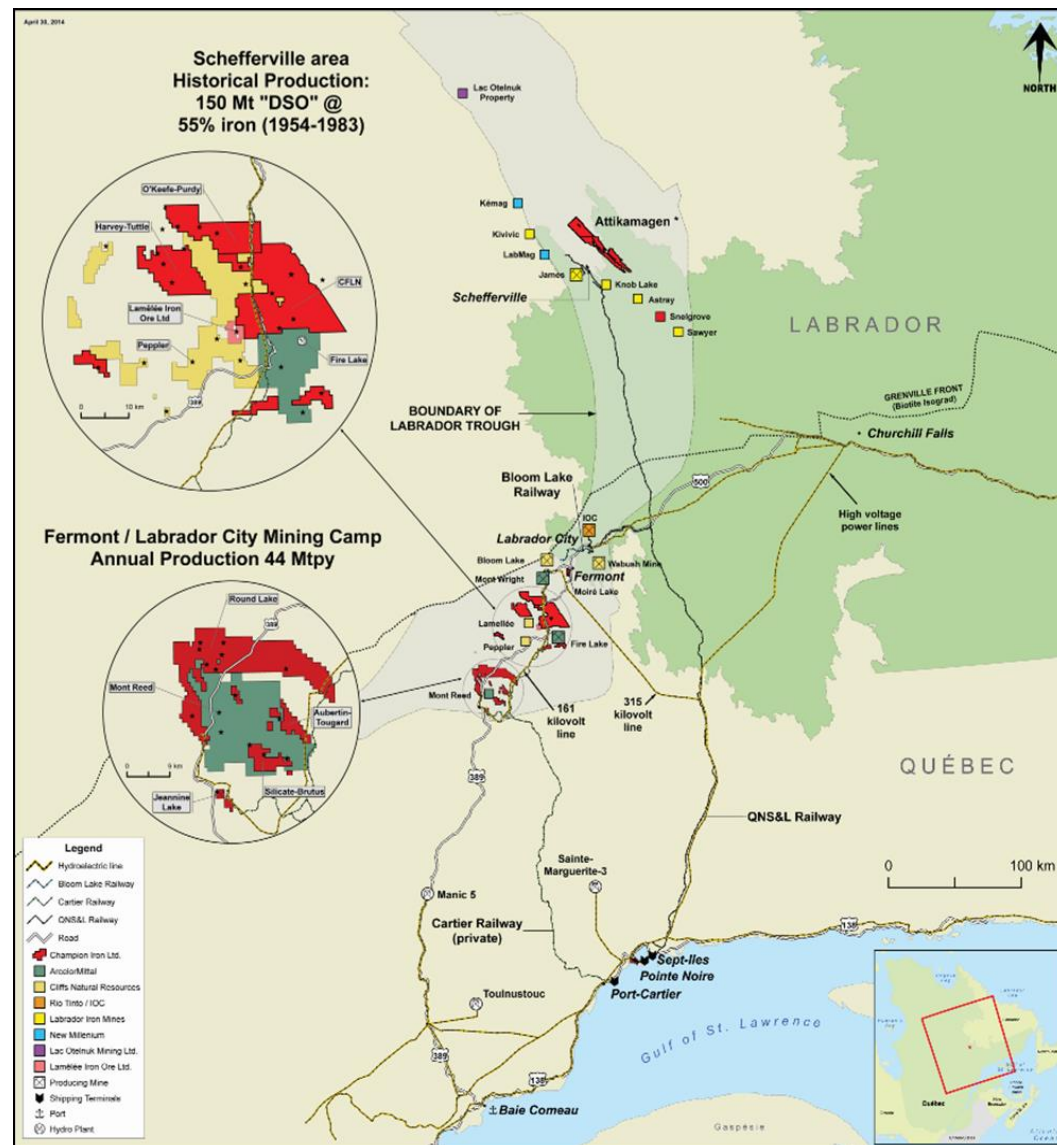 April 30, 2014
NORTH
Schefferville area
Historical Production:
150 Mt "DSO" @
55% iron (1954-1983)
O'Keefe-Purdy
Harvey-Tuttle
CFLN
Lamêlée Iron
Ore Ltd
Peppler
Fire Lake
389
0 10 km
Lac Otelnuk
Property
Kémag
Kivivic
LabMag
James
Schefferville
Attikamagen
Knob Lake
Astray
Snelgrove
Sawyer
LABRADOR
BOUNDARY OF
LABRADOR TROUGH
GRENVILLE FRONT
(Biotite Isograd)
Churchill Falls
500
High voltage
power lines
Bloom Lake
Railway
IOC
Labrador City
Bloom Lake
Wabush Mine
Mont Wright
Fermont
Moiré Lake
Lamellée
Peppler
Fire Lake
Mont Reed
161
kilovolt
line
315
kilovolt
line
Fermont / Labrador City Mining Camp
Annual Production 44 Mtpy
Round Lake
389
Mont Reed
Aubertin-
Tougard
0 9 km
Silicate-Brutus
Jeannine
Lake
389
QUÉBEC
QNS&L Railway
0 100 km
Sainte-
Marguerite-3
Manic 5
Cartier Railway
(private)
138
Sept-Iles
Pointe Noire
Port-Cartier
Toulnustouc
Gulf of St. Lawrence
389
138
Baie Comeau
Gaspésie
Legend
Hydroelectric line
Bloom Lake Railway
Cartier Railway
QNS&L Railway
Road
Champion Iron Ltd.
ArcelorMittal
Cliffs Natural Resources
Rio Tinto / IOC
Labrador Iron Mines
New Millenium
Lac Otelnuk Mining Ltd.
Lamêlée Iron Ore Ltd.
Producing Mine
Shipping Terminals
Port
Hydro Plant
Québec